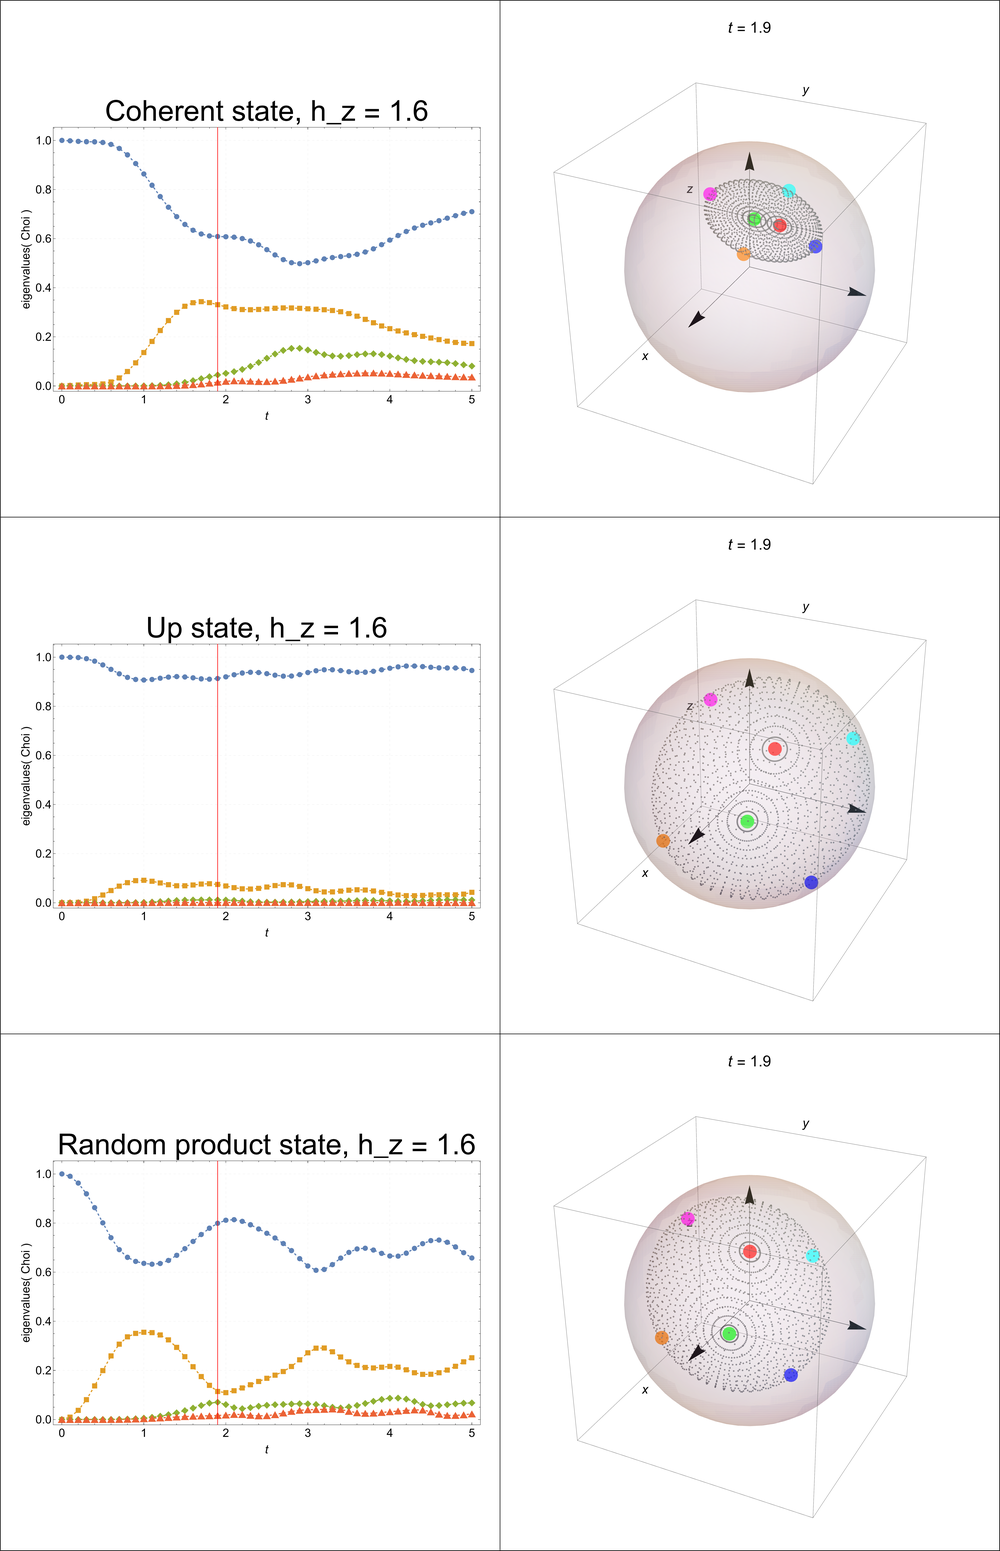 t = 1.9
Coherent state, h_z = 1.6
eigenvalues( Choi )
1.0
0.8
0.6
0.4
0.2
0.0
0 1 2 3 4 5
t
y
z
x
t = 1.9
Up state, h_z = 1.6
eigenvalues( Choi )
1.0
0.8
0.6
0.4
0.2
0.0
0 1 2 3 4 5
t
y
z
x
t = 1.9
Random product state, h_z = 1.6
eigenvalues( Choi )
1.0
0.8
0.6
0.4
0.2
0.0
0 1 2 3 4 5
t
y
x